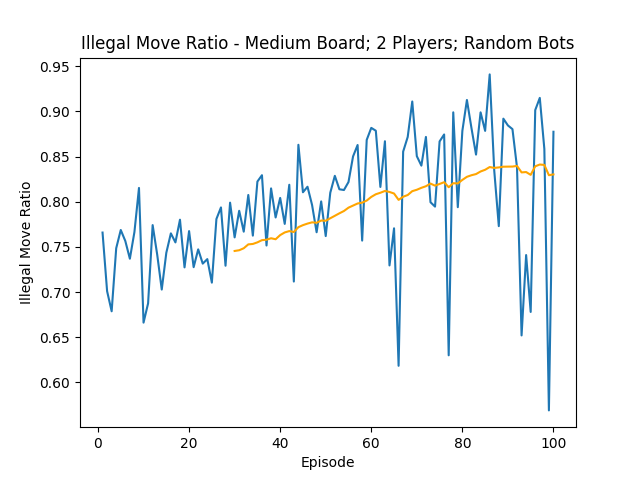 Illegal Move Ratio - Medium Board; 2 Players; Random Bots
0.95
0.90
0.85
0.80
0.75
0.70
0.65
0.60
Illegal Move Ratio
0 20 40 60 80 100
Episode